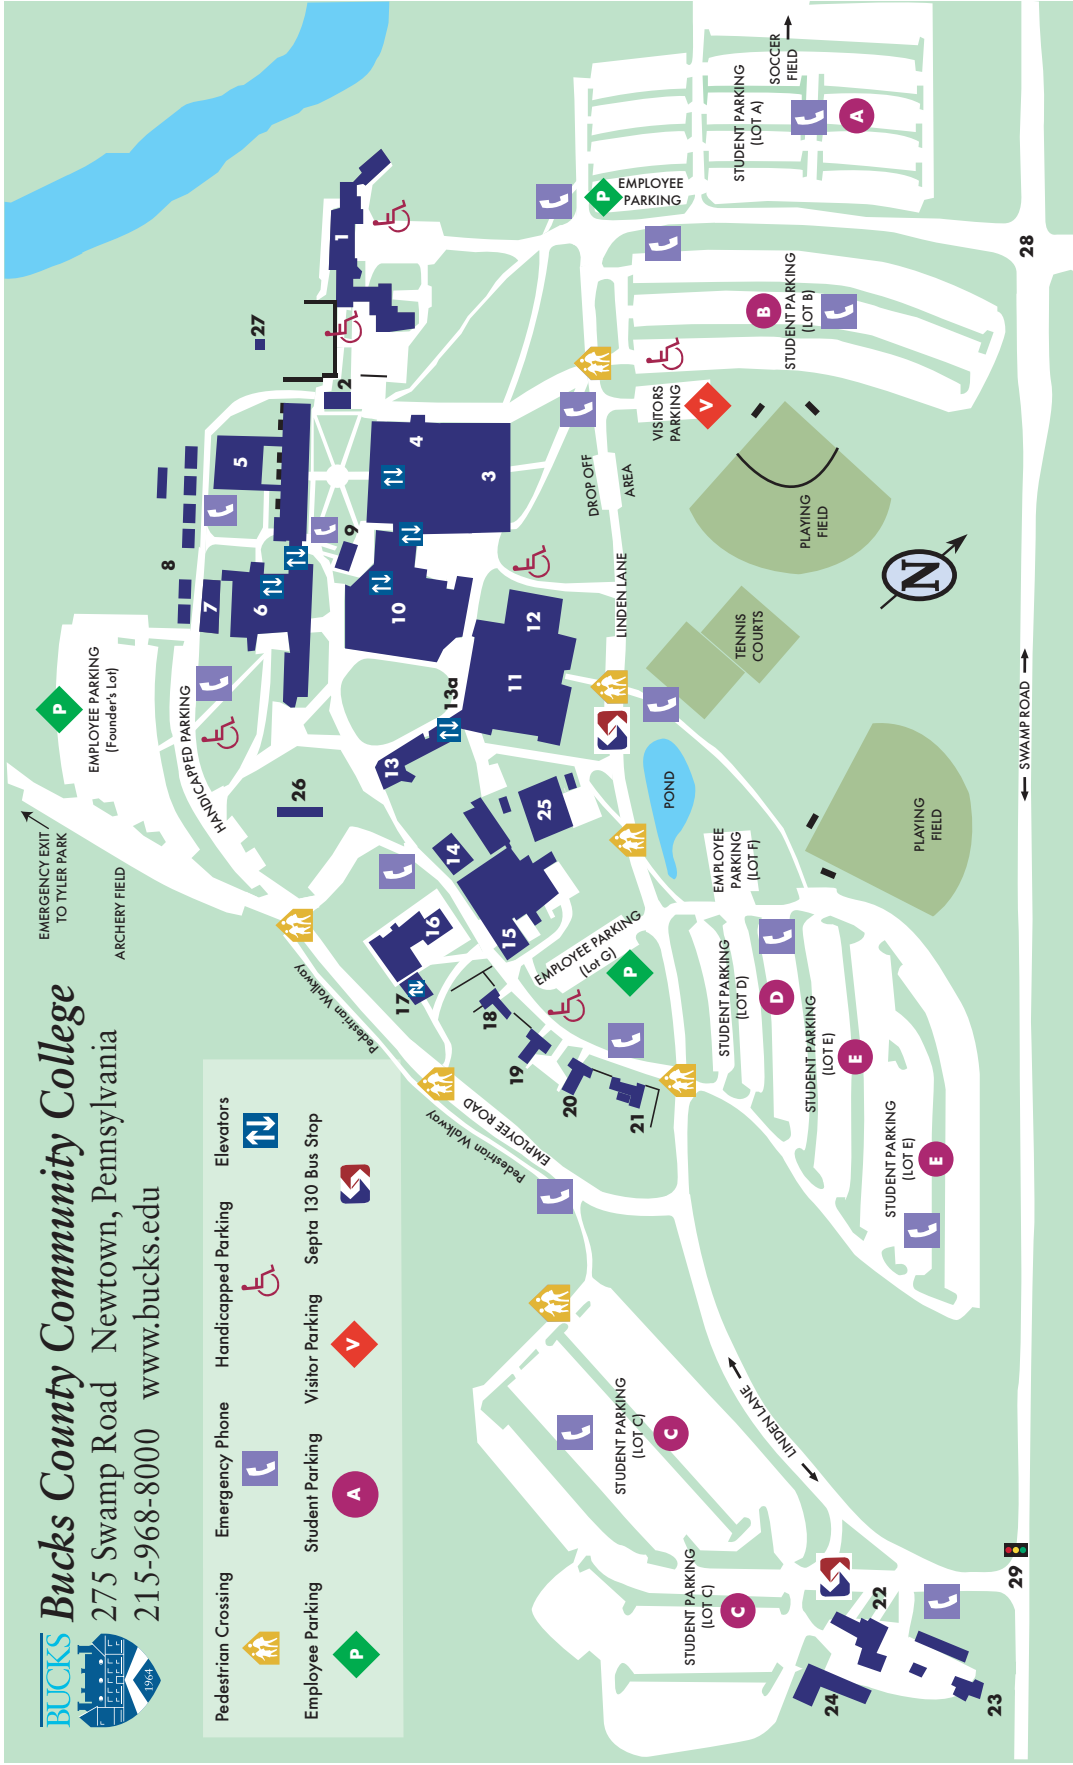 BUCKS
1964
Bucks County Community College
275 Swamp Road Newtown, Pennsylvania
215-968-8000 www.bucks.edu
Pedestrian Crossing
Emergency Phone
Handicapped Parking
Elevators
Employee Parking
P
Student Parking
A
Visitor Parking
V
Septa 130 Bus Stop
EMERGENCY EXIT/
TO TYLER PARK
ARCHERY FIELD
P
EMPLOYEE PARKING
(Founder's Lot)
HANDICAPPED PARKING
Pedestrian Walkway
Pedestrian Walkway
EMPLOYEE ROAD
8
7
6
5
27
26
1
2
4
3
9
10
12
11
13a
13
14
25
15
16
17
18
19
20
21
EMPLOYEE PARKING
(Lot G)
P
EMPLOYEE
PARKING
P
STUDENT PARKING
(LOT A)
A
SOCCER
FIELD
STUDENT PARKING
(LOT B)
B
VISITORS
PARKING
V
DROP OFF
AREA
LINDEN LANE
PLAYING
FIELD
TENNIS
COURTS
N
POND
PLAYING
FIELD
EMPLOYEE
PARKING
(LOT F)
STUDENT PARKING
(LOT D)
D
STUDENT PARKING
(LOT E)
E
STUDENT PARKING
(LOT E)
E
STUDENT PARKING
(LOT C)
C
STUDENT PARKING
(LOT C)
C
LINDEN LANE
SWAMP ROAD
22
23
24
28
29